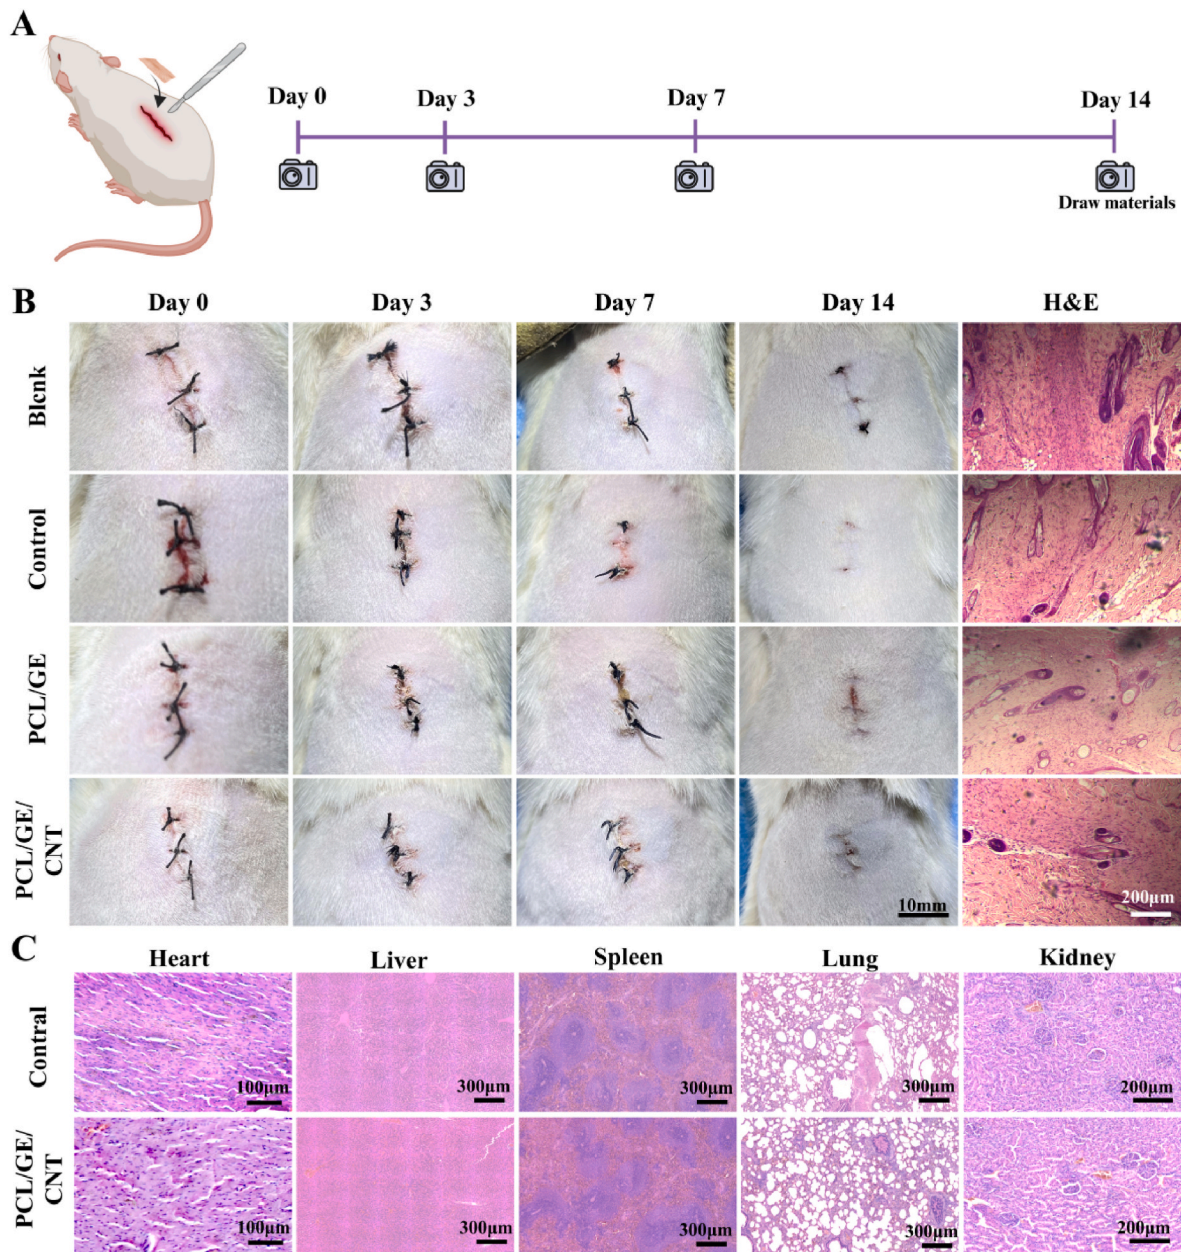 A
Day 0
Day 3
Day 7
Day 14
Draw materials
B
Day 0
Day 3
Day 7
Day 14
H&E
Blcnk
Control
PCL/GE
PCL/GE/
CNT
10mm
200μm
C
Heart
Liver
Spleen
Lung
Kidney
Contral
100μm
300μm
300μm
300μm
200μm
PCL/GE/
CNT
100μm
300μm
300μm
300μm
200μm